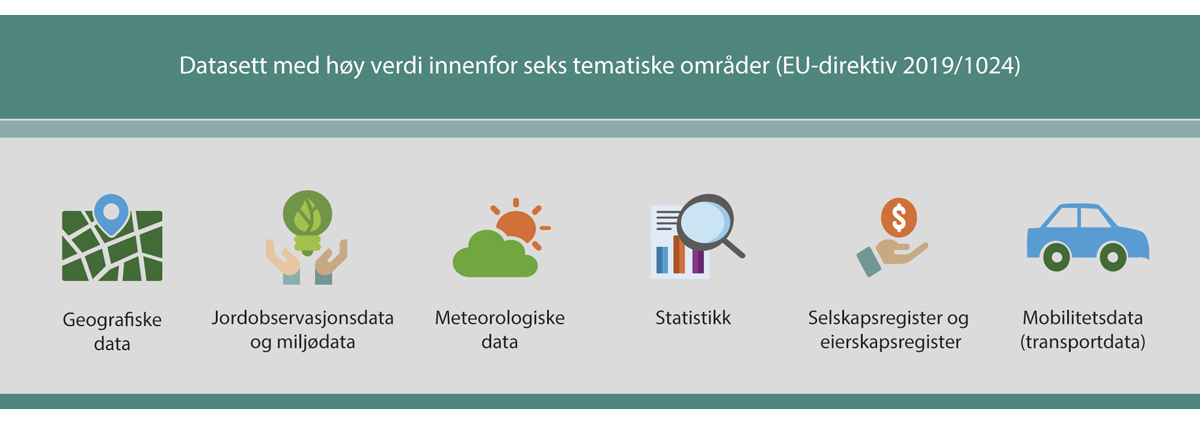 Datasett med høy verdi innenfor seks tematiske områder (EU-direktiv 2019/1024)
Geografiske
data
Jordobservasjonsdata
og miljødata
Meteorologiske
data
Statistikk
Selskapsregister og
eierskapsregister
Mobilitetsdata
(transportdata)